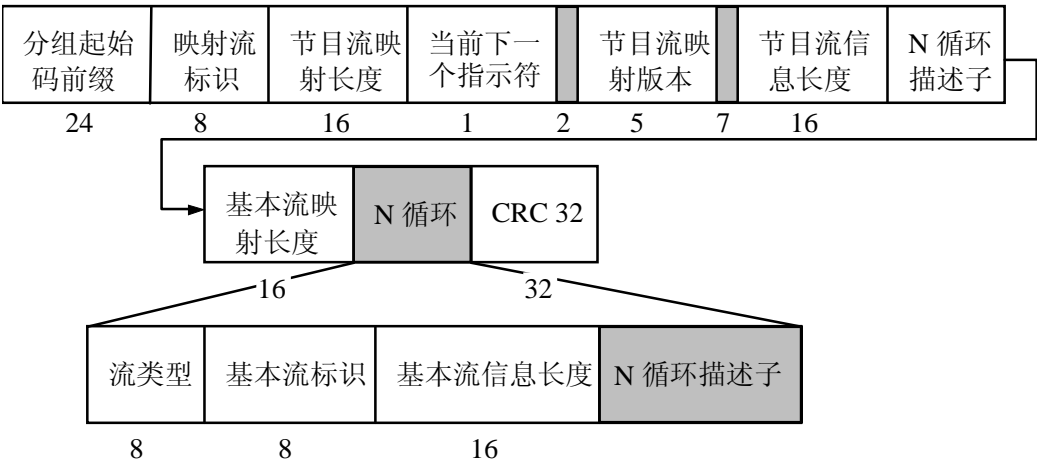 分组起始 映射流 节目流映 当前下一 节目流映 节目流信 N 循环
码前缀 标识 射长度 个指示符 射版本 息长度 描述子
24 8 16 1 2 5 7 16
基本流映 N 循环 CRC 32
射长度
16 32
流类型 基本流标识 基本流信息长度 N 循环描述子
8 8 16